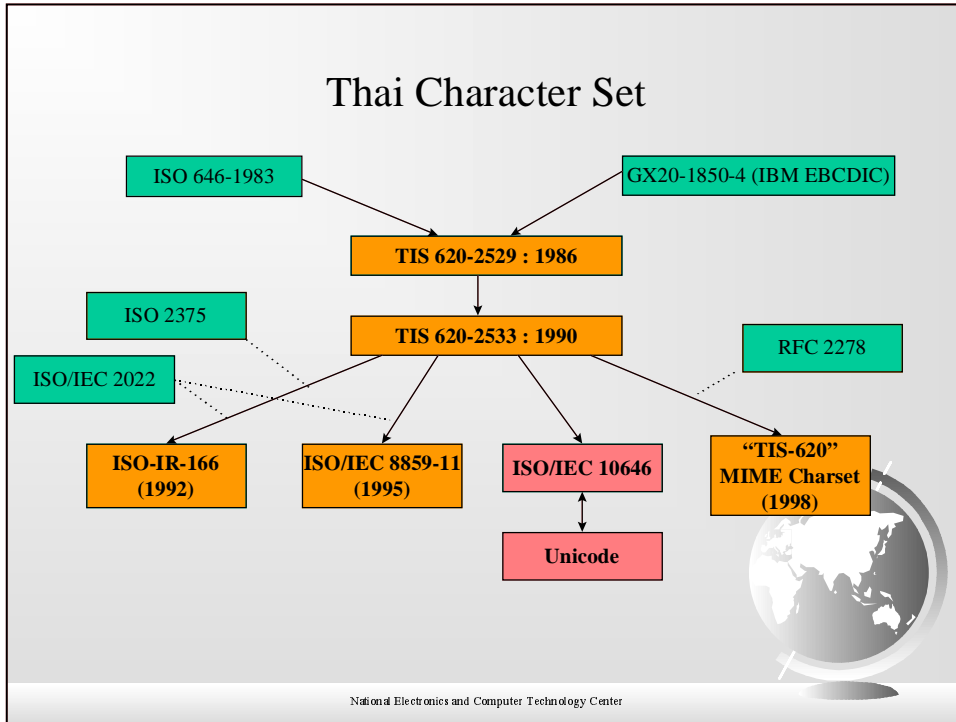 Thai Character Set
ISO 646-1983
GX20-1850-4 (IBM EBCDIC)
TIS 620-2529 : 1986
ISO 2375
TIS 620-2533 : 1990
RFC 2278
ISO/IEC 2022
ISO-IR-166
(1992)
ISO/IEC 8859-11
(1995)
ISO/IEC 10646
“TIS-620”
MIME Charset
(1998)
Unicode
National Electronics and Computer Technology Center